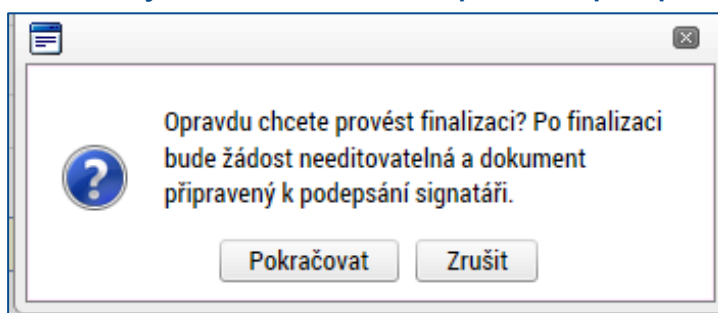 Opravdu chcete provést finalizaci? Po finalizaci
bude žádost needitovatelná a dokument
připravený k podepsání signatáři.
Pokračovat
Zrušit